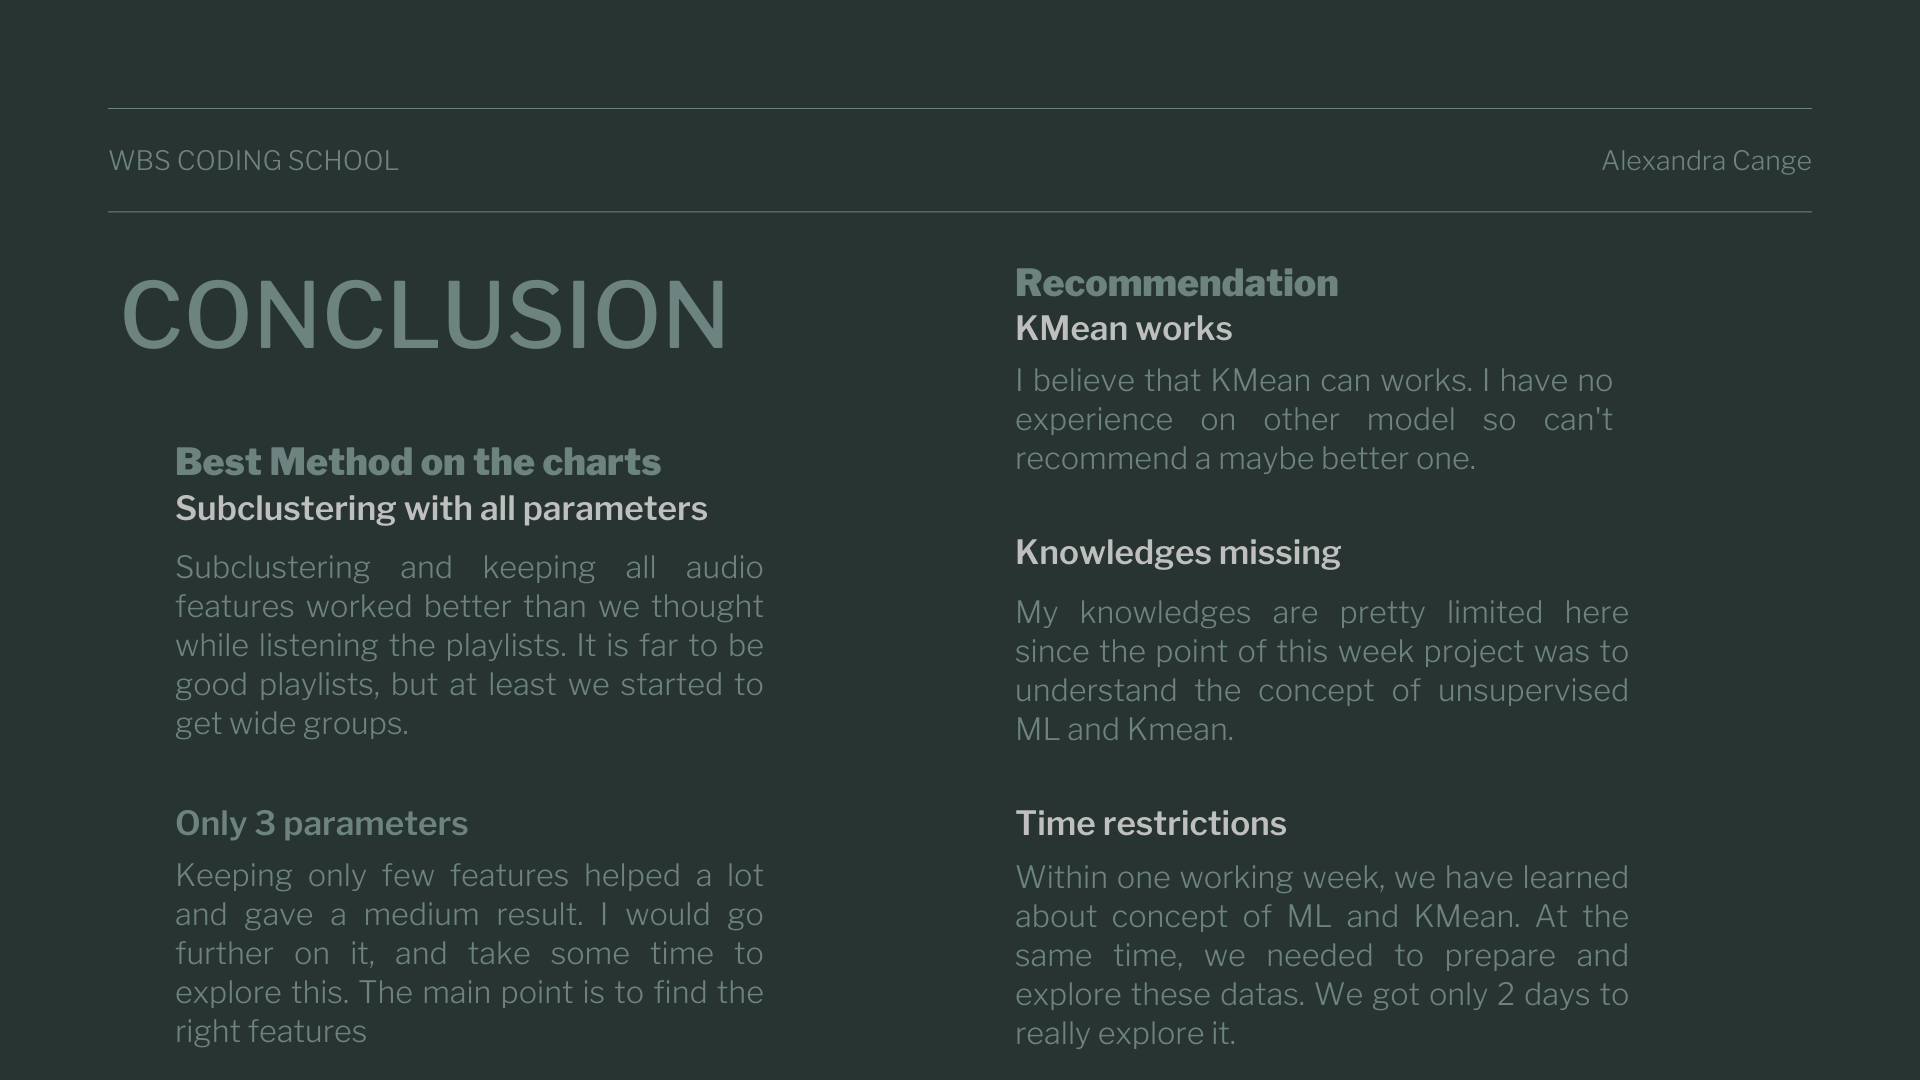 WBS CODING SCHOOL
Alexandra Cange
CONCLUSION
Best Method on the charts
Subclustering with all parameters
Subclustering and keeping all audio
features worked better than we thought
while listening the playlists. It is far to be
good playlists, but at least we started to
get wide groups.
Only 3 parameters
Keeping only few features helped a lot
and gave a medium result. I would go
further on it, and take some time to
explore this. The main point is to find the
right features
Recommendation
KMean works
I believe that KMean can works. I have no
experience on other model so can't
recommend a maybe better one.
Knowledges missing
My knowledges are pretty limited here
since the point of this week project was to
understand the concept of unsupervised
ML and Kmean.
Time restrictions
Within one working week, we have learned
about concept of ML and KMean. At the
same time, we needed to prepare and
explore these datas. We got only 2 days to
really explore it.